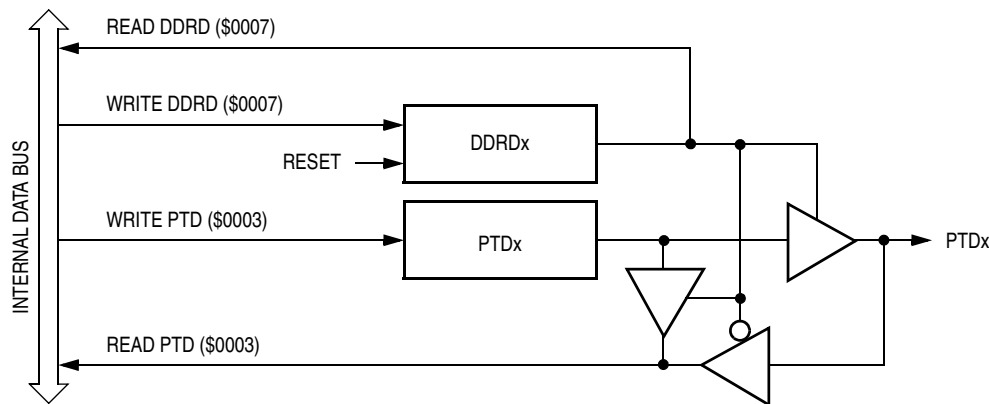 READ DDRD ($0007)
WRITE DDRD ($0007)
DDRDx
RESET
INTERNAL DATA BUS
WRITE PTD ($0003)
PTDx
PTDx
READ PTD ($0003)